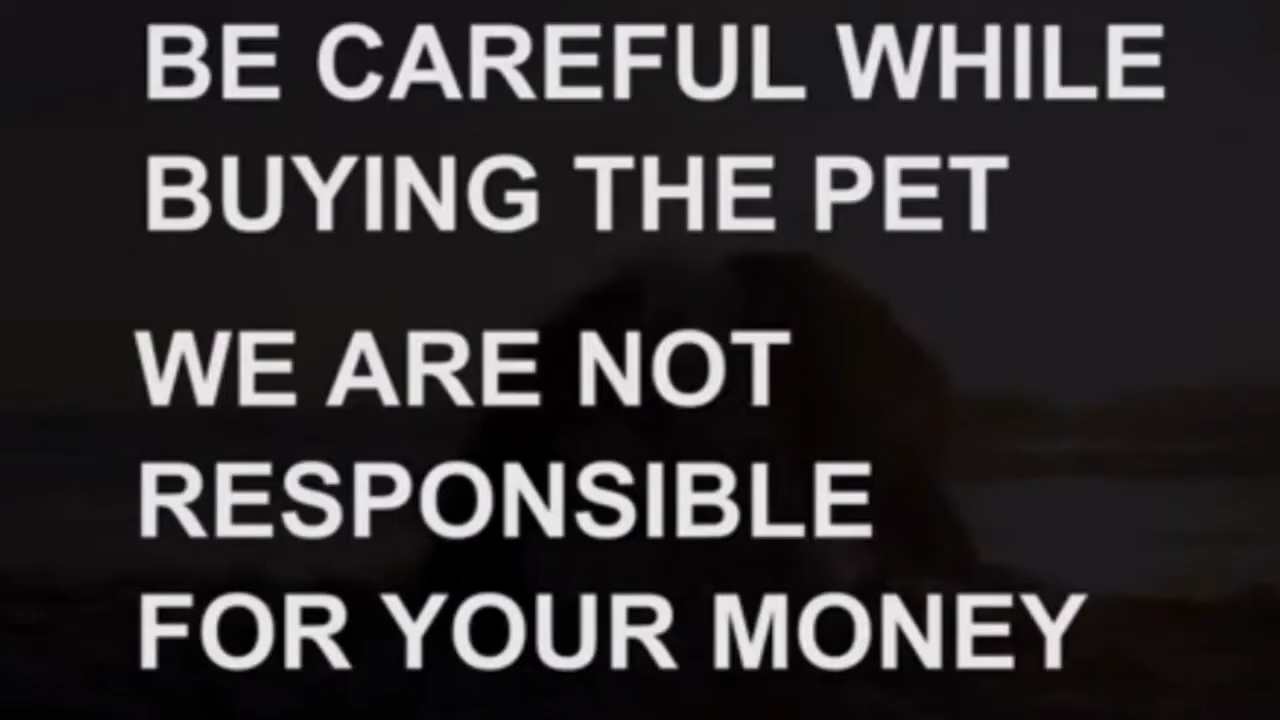 BE CAREFUL WHILE
BUYING THE PET
WE ARE NOT
RESPONSIBLE
FOR YOUR MONEY